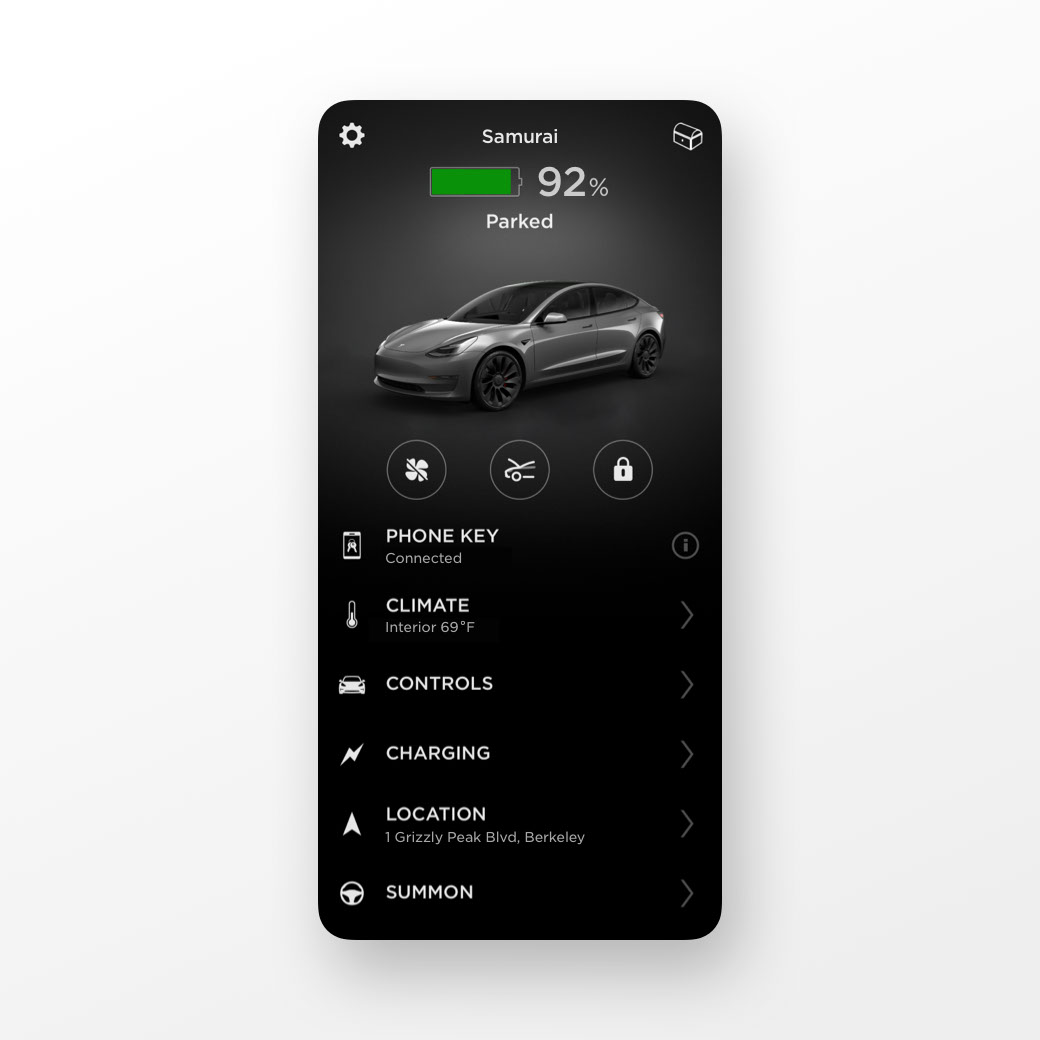 Samurai
92%
Parked
PHONE KEY
Connected
CLIMATE
Interior 69°F
CONTROLS
CHARGING
LOCATION
1 Grizzly Peak Blvd, Berkeley
SUMMON